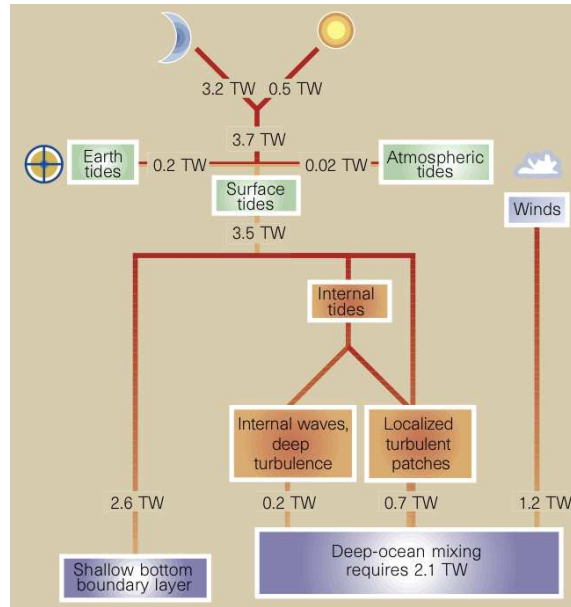 3.2 TW
0.5 TW
3.7 TW
Earth
tides
0.2 TW
0.02 TW
Atmospheric
tides
Surface
tides
Winds
3.5 TW
Internal
tides
Internal waves,
deep
turbulence
Localized
turbulent
patches
2.6 TW
0.2 TW
0.7 TW
1.2 TW
Shallow bottom
boundary layer
Deep-ocean mixing
requires 2.1 TW